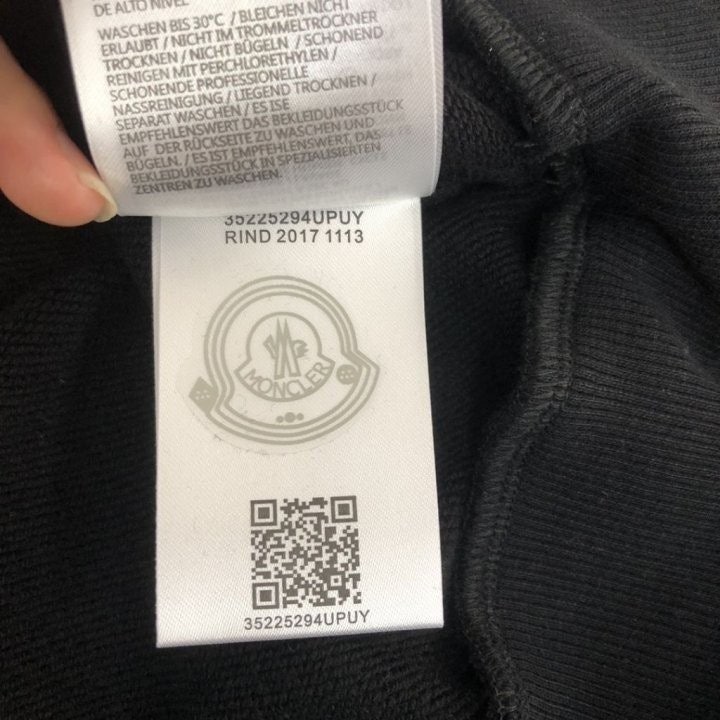 DE ALTO NIVEL
WASCHEN BIS 30°C / BLEICHEN NICHT
ERLAUBT / NICHT IM TROMMELTRÖCKNER
TROCKNEN / NICHT BÜGELN / SCHONEND
REINIGEN MIT PERCHLORETHYLEN /
SCHONENDE PROFESSIONELLE
NASSREINIGUNG / LIEGEND TROCKNEN /
SEPARAT WASCHEN / ES ISE
EMPFEHLENSWERT DAS BEKLEIDUNGSSTÜCK
AUF DER RÜCKSEITE ZU WASCHEN UND
BÜGELN. / ES IST EMPFEHLENSWERT, DAS
BEKLEIDUNGSSTÜCK IN SPEZIALISIERTEN
ZENTREN ZU WASCHEN.
35225294UPUY
RIND 2017 1113
MONCLER
35225294UPUY